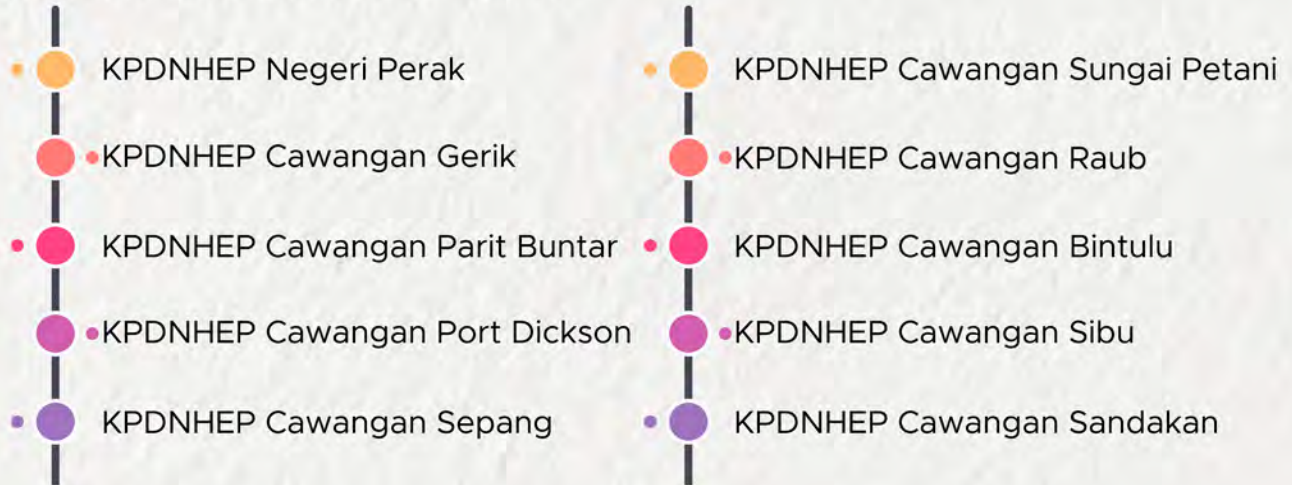 KPDNHEP Negeri Perak
KPDNHEP Cawangan Gerik
KPDNHEP Cawangan Parit Buntar
KPDNHEP Cawangan Port Dickson
KPDNHEP Cawangan Sepang
KPDNHEP Cawangan Sungai Petani
KPDNHEP Cawangan Raub
KPDNHEP Cawangan Bintulu
KPDNHEP Cawangan Sibu
KPDNHEP Cawangan Sandakan